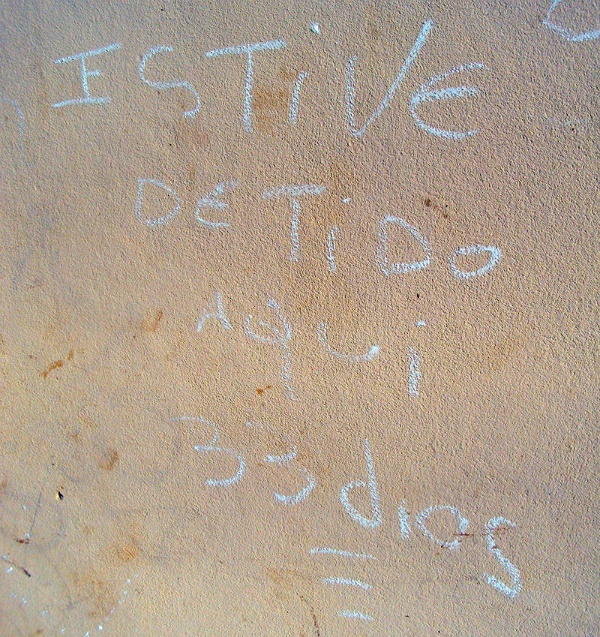 ESTiVE
DETiDO
AQUi
33 dias